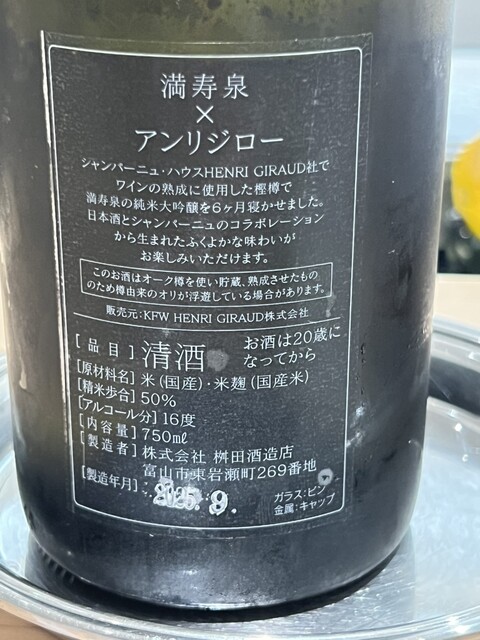 満寿泉
×
アンリジロー
シャンパーニュ・ハウスHENRI GIRAUD社で
ワインの熟成に使用した樫樽で
満寿泉の純米大吟醸を6ヶ月寝かせました。
日本酒とシャンパーニュのコラボレーション
から生まれたふくよかな味わいが
お楽しみいただけます。
このお酒はオーク樽を使い貯蔵、熟成させたもの
のため樽由来のオリが浮遊している場合があります。
販売元:KFW HENRI GIRAUD株式会社
[品目]清酒
お酒は20歳に
なってから
[原材料名]米(国産)・米麹(国産米)
[精米歩合]50%
[アルコール分]16度
[内容量]750mℓ
[製造者]株式会社 桝田酒造店
富山市東岩瀬町269番地
[製造年月]2025.9.
ガラス:ビン
金属:キャップ